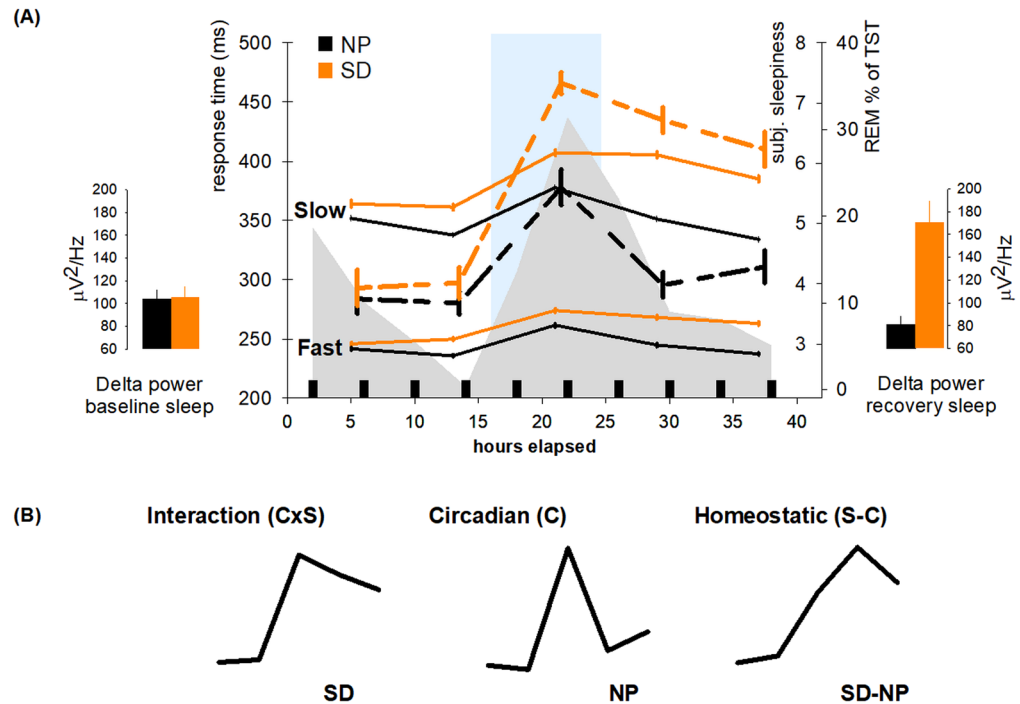 (A)
response time (ms)
500
450
400
350
300
250
200
NP
SD
Slow
Fast
0
5
10
15
20
25
30
35
40
hours elapsed
subj. sleepiness
8
7
6
5
4
3
0
REM % of TST
40
30
20
10
0
μV2/Hz
200
180
160
140
120
100
80
60
Delta power
baseline sleep
200
180
160
140
120
100
80
60
μV2/Hz
Delta power
recovery sleep
(B)
Interaction (CxS)
Circadian (C)
Homeostatic (S-C)
SD
NP
SD-NP